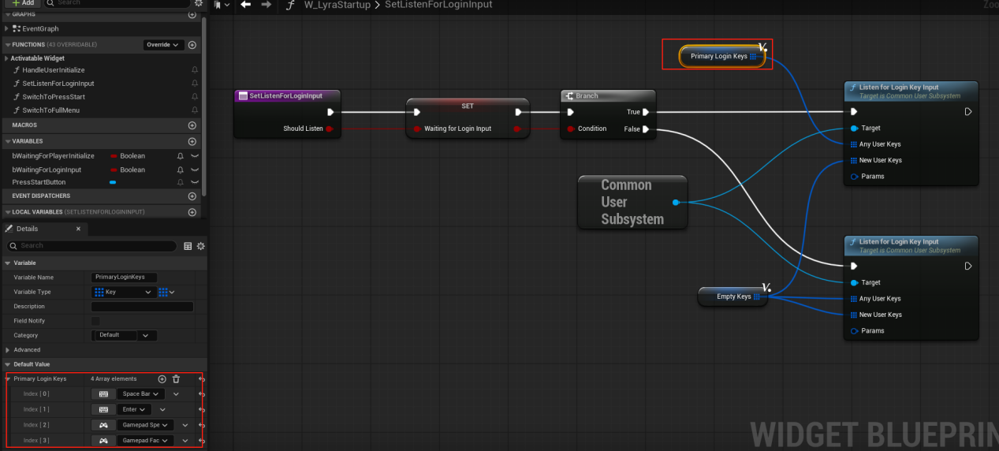 + Add
Search
W_LyraStartup > SetListenForLoginInput
Zoo
GRAPHS
EventGraph
FUNCTIONS (43 OVERRIDABLE)
Override
Activatable Widget
HandleUserInitialize
SetListenForLoginInput
SwitchToPressStart
SwitchToFullMenu
MACROS
VARIABLES
bWaitingForPlayerInitialize
Boolean
bWaitingForLoginInput
Boolean
PressStartButton
EVENT DISPATCHERS
LOCAL VARIABLES (SETLISTENFORLOGININPUT)
Details
Search
Variable
Variable Name
PrimaryLoginKeys
Variable Type
Key
Description
Field Notify
Category
Default
Advanced
Default Value
Primary Login Keys
4 Array elements
Index [ 0 ]
Space Bar
Index [ 1 ]
Enter
Index [ 2 ]
Gamepad Spe
Index [ 3 ]
Gamepad Fac
Primary Login Keys
SetListenForLoginInput
Should Listen
SET
Waiting for Login Input
Branch
True
Condition
False
Listen for Login Key Input
Target is Common User Subsystem
Target
Any User Keys
New User Keys
Params
Common
User
Subsystem
Listen for Login Key Input
Target is Common User Subsystem
Target
Any User Keys
New User Keys
Params
Empty Keys
WIDGET BLUEPRIN